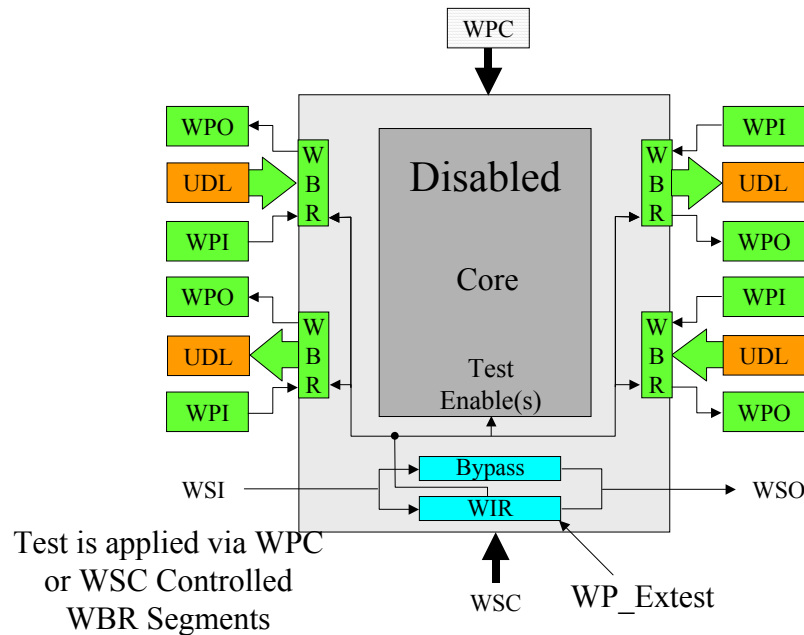 WPC
WPO
UDL
WPI
WPO
UDL
WPI
W
B
R
W
B
R
Disabled
Core
Test
Enable(s)
W
B
R
W
B
R
WPI
UDL
WPO
WPI
UDL
WPO
WSI
Bypass
WIR
WSO
Test is applied via WPC
or WSC Controlled
WBR Segments
WSC
WP_Extest